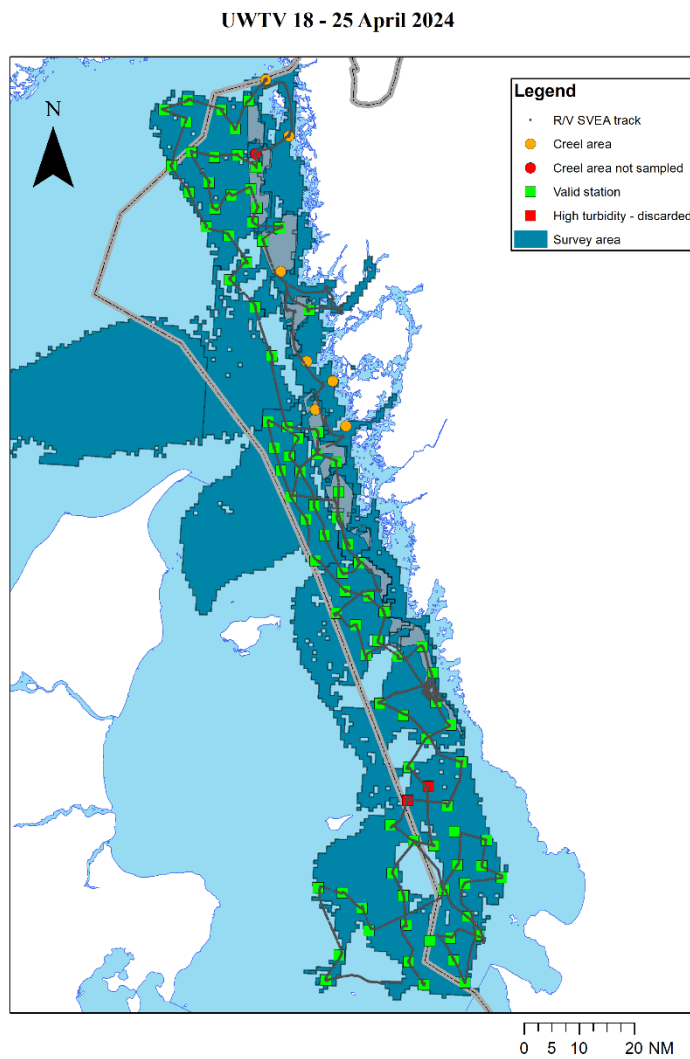 UWTV 18 - 25 April 2024
N
Legend
R/V SVEA track
Creel area
Creel area not sampled
Valid station
High turbidity - discarded
Survey area
0 5 10 20 NM